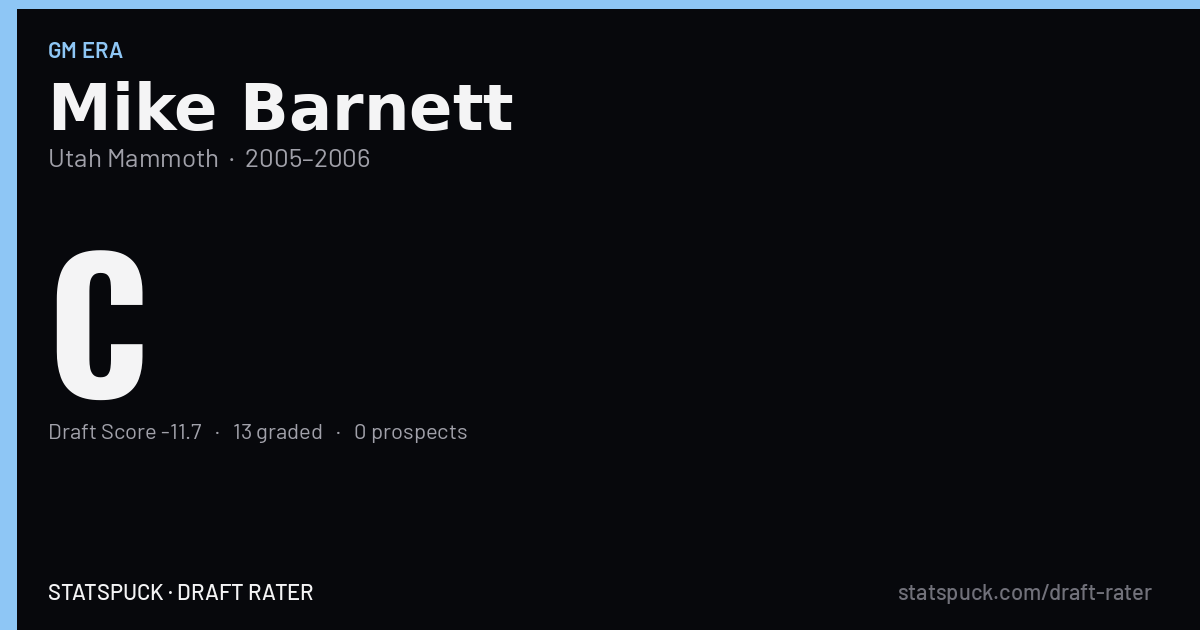 GM ERA
Mike Barnett
Utah Mammoth · 2005–2006
C
Draft Score -11.7 · 13 graded · 0 prospects
STATSPUCK · DRAFT RATER
statspuck.com/draft-rater